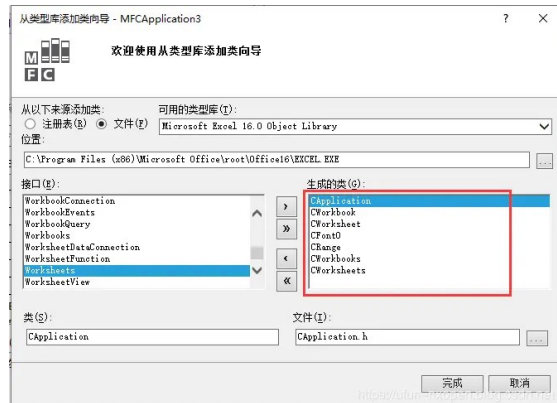 从类型库添加类向导 - MFCApplication3
? ×
MFC
欢迎使用从类型库添加类向导
从以下来源添加类:
可用的类型库(T):
注册表(R)
文件(F)
Microsoft Excel 16.0 Object Library
位置:
C:\Program Files (x86)\Microsoft Office\root\Office16\EXCEL.EXE
...
接口(E):
生成的类(G):
WorkbookConnection
WorkbookEvents
WorkbookQuery
Workbooks
WorksheetDataConnection
WorksheetFunction
Worksheets
WorksheetView
>
»
<
«
CApplication
CWorkbook
CWorksheet
CFont0
CRange
CWorkbooks
CWorksheets
类(S):
文件(I):
CApplication
CApplication.h
...
完成
取消